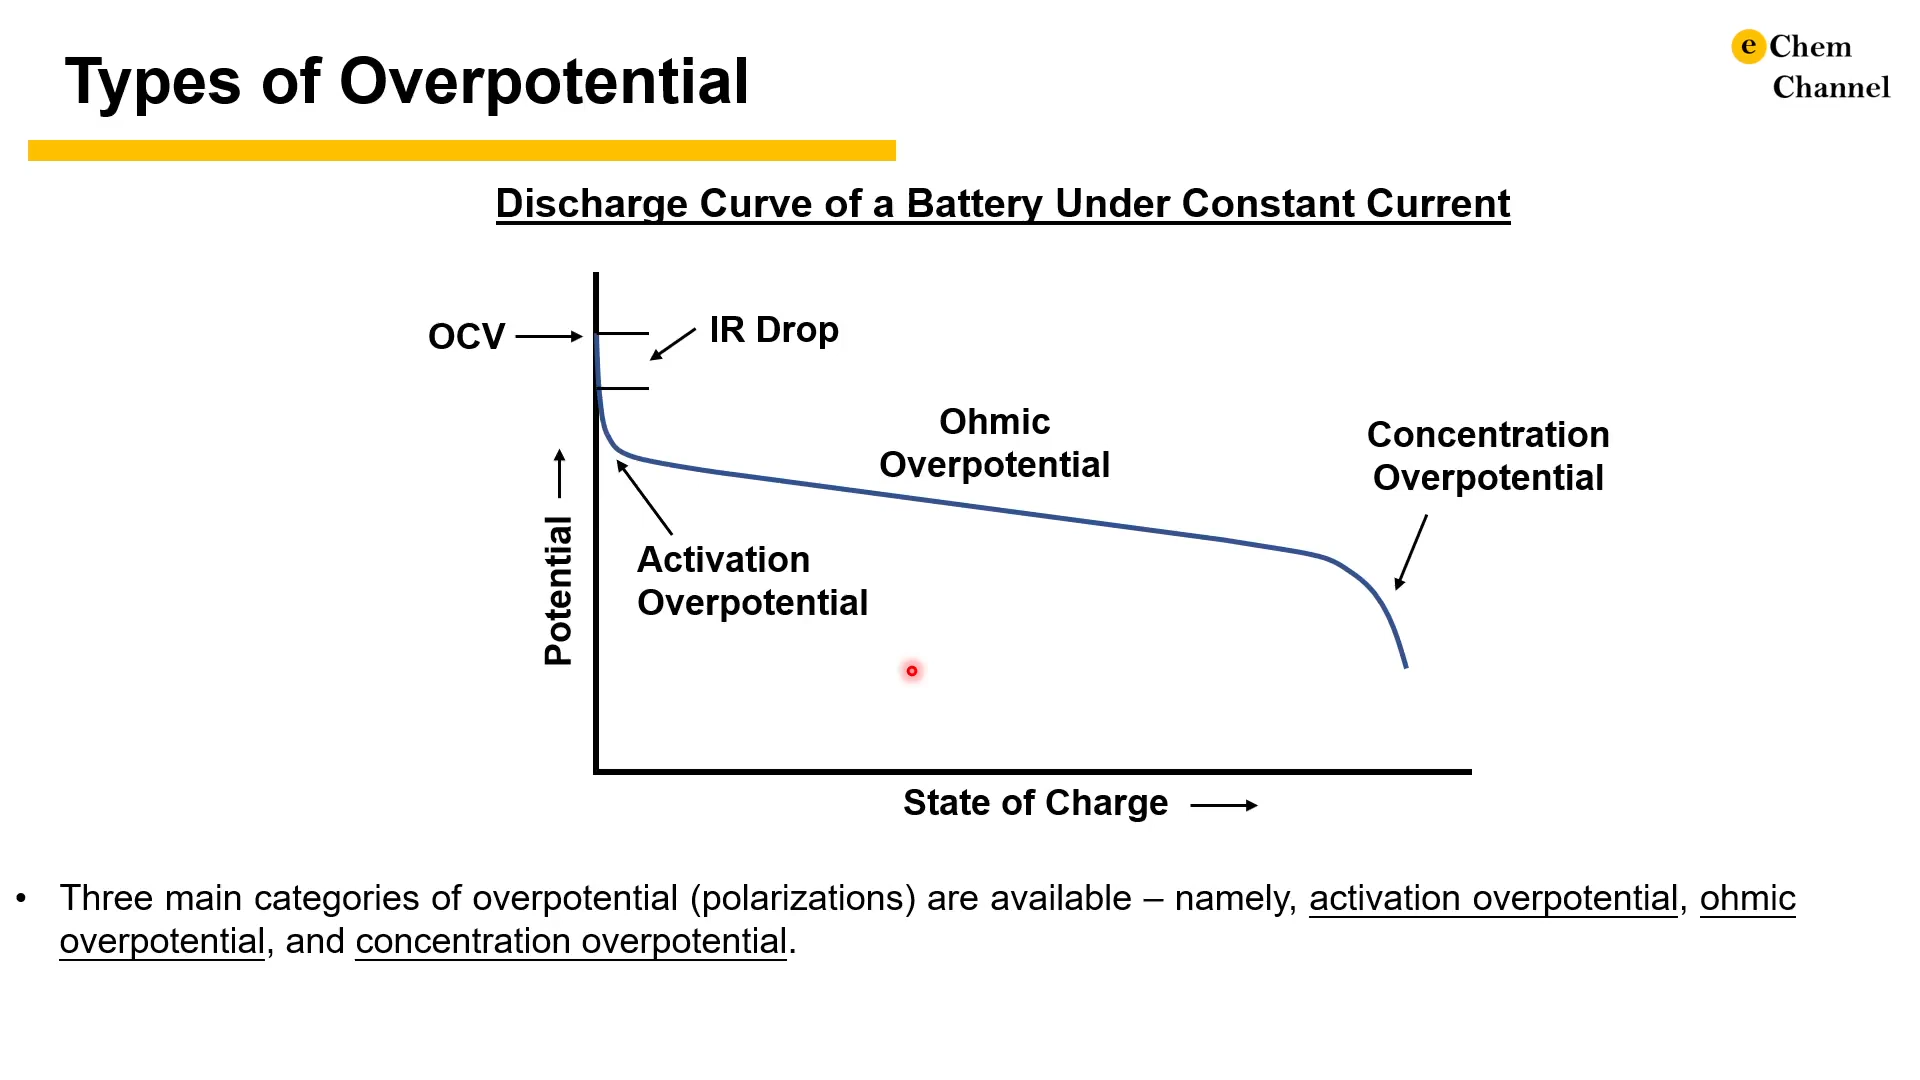 Types of Overpotential
e Chem
Channel
Discharge Curve of a Battery Under Constant Current
OCV
IR Drop
Ohmic
Overpotential
Concentration
Overpotential
Activation
Overpotential
Potential
State of Charge
• Three main categories of overpotential (polarizations) are available – namely, activation overpotential, ohmic
overpotential, and concentration overpotential.